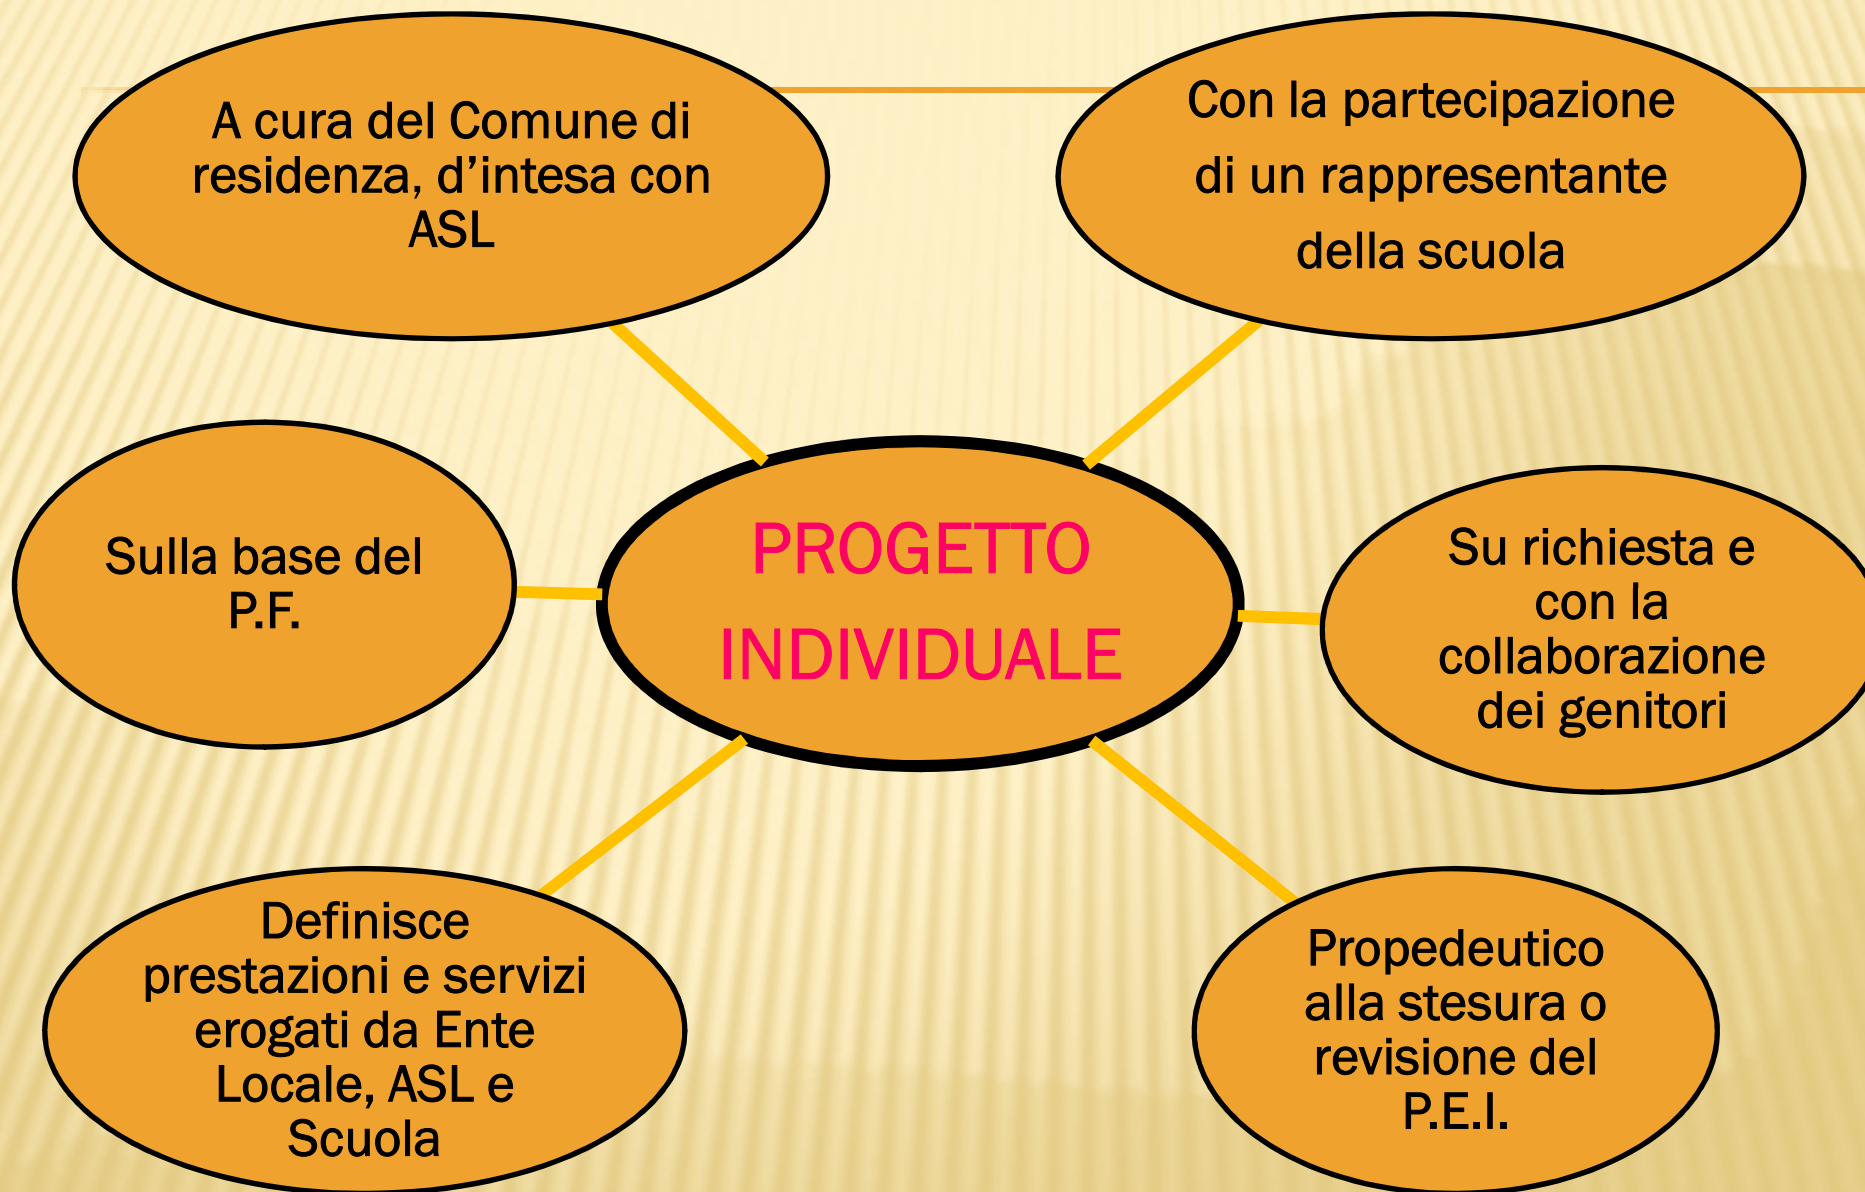 A cura del Comune di
residenza, d’intesa con
ASL
Con la partecipazione
di un rappresentante
della scuola
Sulla base del
P.F.
PROGETTO
INDIVIDUALE
Su richiesta e
con la
collaborazione
dei genitori
Definisce
prestazioni e servizi
erogati da Ente
Locale, ASL e
Scuola
Propedeutico
alla stesura o
revisione del
P.E.I.